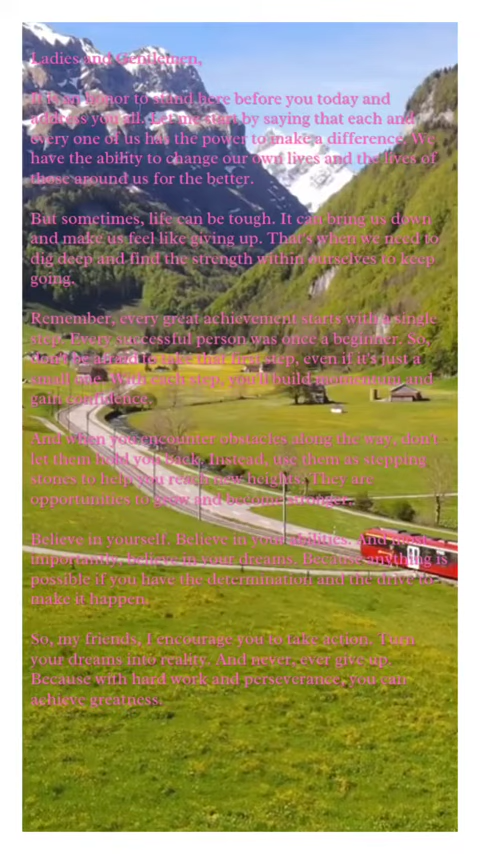 Ladies and Gentlemen,
It is an honor to stand here before you today and
address you all. Let me start by saying that each and
every one of us has the power to make a difference. We
have the ability to change our own lives and the lives of
those around us for the better.
But sometimes, life can be tough. It can bring us down
and make us feel like giving up. That's when we need to
dig deep and find the strength within ourselves to keep
going.
Remember, every great achievement starts with a single
step. Every successful person was once a beginner. So,
don't be afraid to take that first step, even if it's just a
small one. With each step, you'll build momentum and
gain confidence.
And when you encounter obstacles along the way, don't
let them hold you back. Instead, use them as stepping
stones to help you reach new heights. They are
opportunities to grow and become stronger.
Believe in yourself. Believe in your abilities. And most
importantly, believe in your dreams. Because anything is
possible if you have the determination and the drive to
make it happen.
So, my friends, I encourage you to take action. Turn
your dreams into reality. And never, ever give up.
Because with hard work and perseverance, you can
achieve greatness.